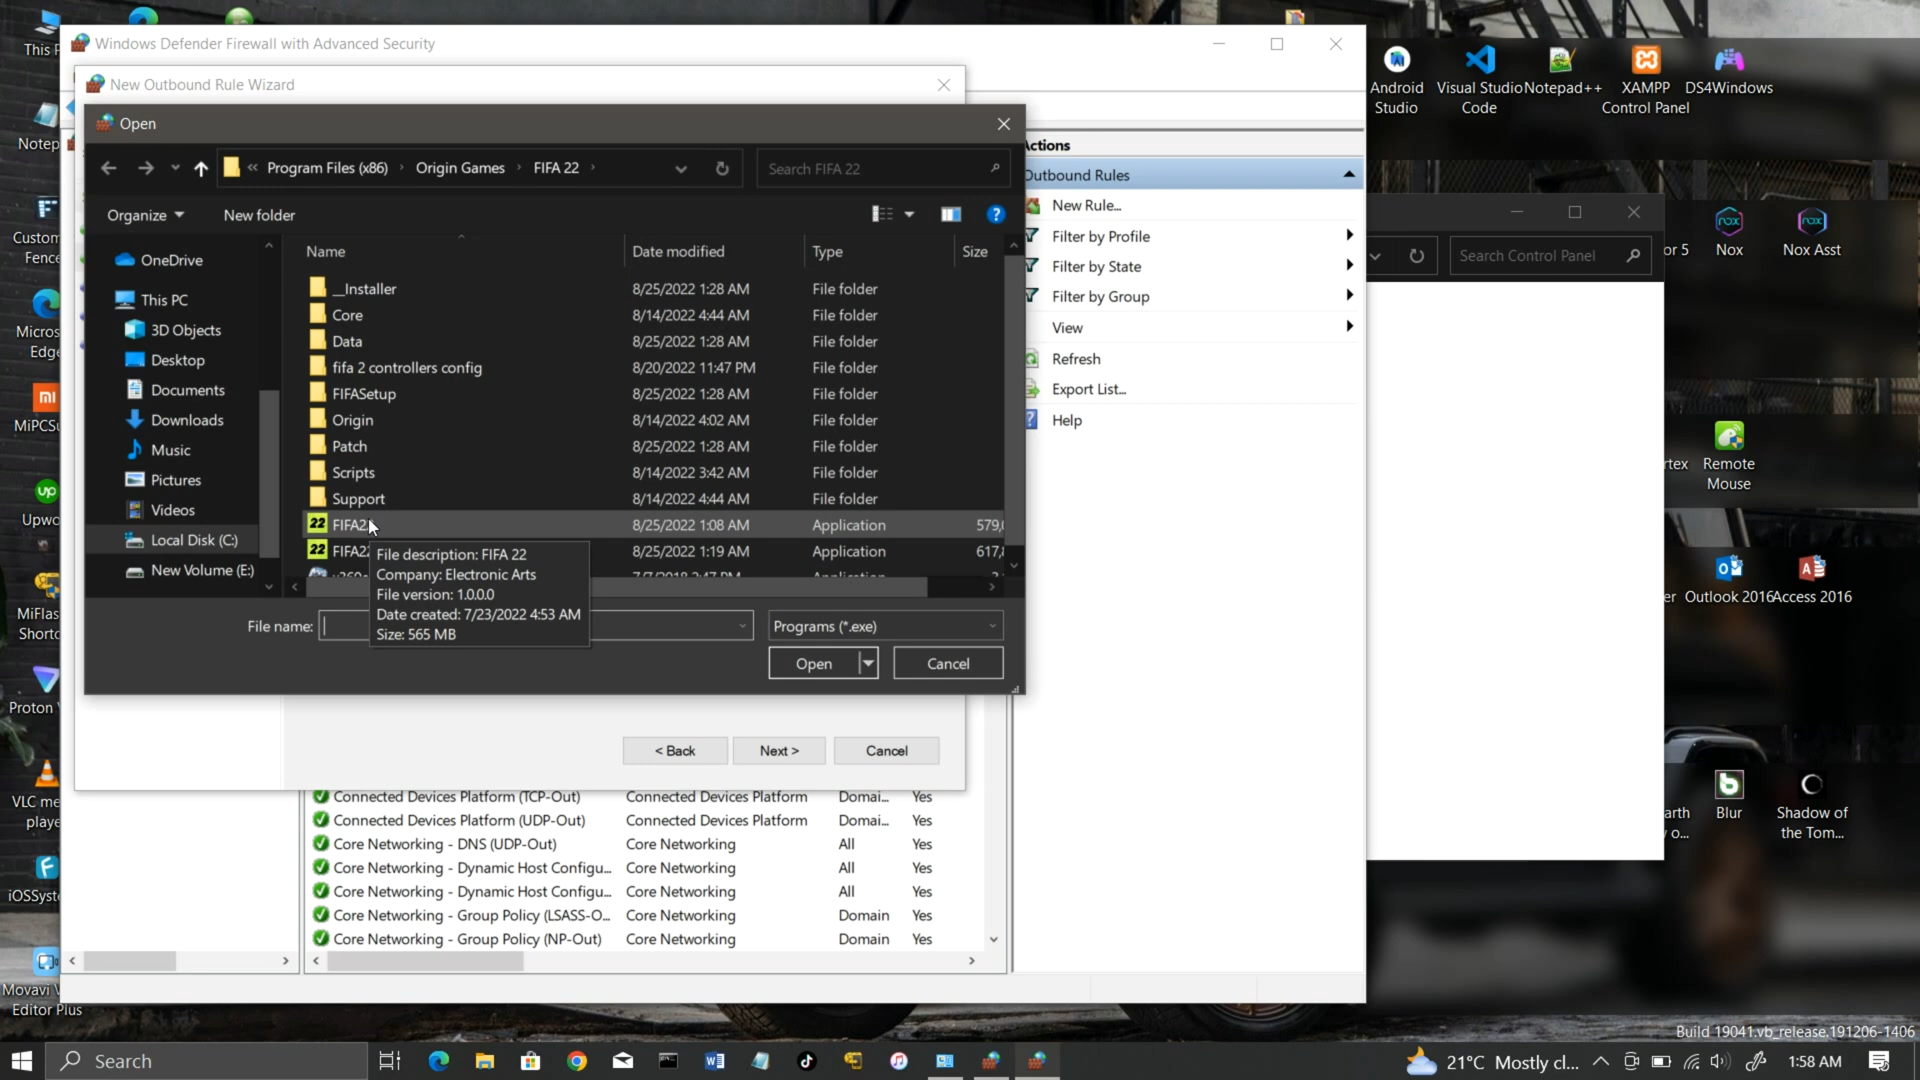 This P
Windows Defender Firewall with Advanced Security
New Outbound Rule Wizard
Open
Program Files (x86) › Origin Games › FIFA 22 ›
Search FIFA 22
Organize
New folder
Name
Date modified
Type
Size
OneDrive
This PC
3D Objects
Desktop
Documents
Downloads
Music
Pictures
Videos
Local Disk (C:)
New Volume (E:)
__Installer 8/25/2022 1:28 AM File folder
Core 8/14/2022 4:44 AM File folder
Data 8/25/2022 1:28 AM File folder
fifa 2 controllers config 8/20/2022 11:47 PM File folder
FIFASetup 8/25/2022 1:28 AM File folder
Origin 8/14/2022 4:02 AM File folder
Patch 8/25/2022 1:28 AM File folder
Scripts 8/14/2022 3:42 AM File folder
Support 8/14/2022 4:44 AM File folder
22 FIFA2 8/25/2022 1:08 AM Application 579,
22 FIFA22 8/25/2022 1:19 AM Application 617,
File description: FIFA 22
Company: Electronic Arts
File version: 1.0.0.0
Date created: 7/23/2022 4:53 AM
Size: 565 MB
File name:
Programs (*.exe)
Open
Cancel
< Back
Next >
Cancel
Connected Devices Platform (TCP-Out) Connected Devices Platform Domai... Yes
Connected Devices Platform (UDP-Out) Connected Devices Platform Domai... Yes
Core Networking - DNS (UDP-Out) Core Networking All Yes
Core Networking - Dynamic Host Configu... Core Networking All Yes
Core Networking - Dynamic Host Configu... Core Networking All Yes
Core Networking - Group Policy (LSASS-O... Core Networking Domain Yes
Core Networking - Group Policy (NP-Out) Core Networking Domain Yes
Actions
Outbound Rules
New Rule...
Filter by Profile
Filter by State
Filter by Group
View
Refresh
Export List...
Help
Search Control Panel
Notep
Custom
Fence
Micros
Edge
MiPCSu
up
Upwo
MiFlas
Shortc
Proton
VLC me
playe
iOSSyste
Movavi V
Editor Plus
Android
Studio
Visual Studio
Code
Notepad++
XAMPP
Control Panel
DS4Windows
or 5
Nox
Nox Asst
rtex
Remote
Mouse
er
Outlook 2016
Access 2016
arth
o...
Blur
Shadow of
the Tom...
Build 19041.vb_release.191206-1406
Search
21°C Mostly cl...
1:58 AM